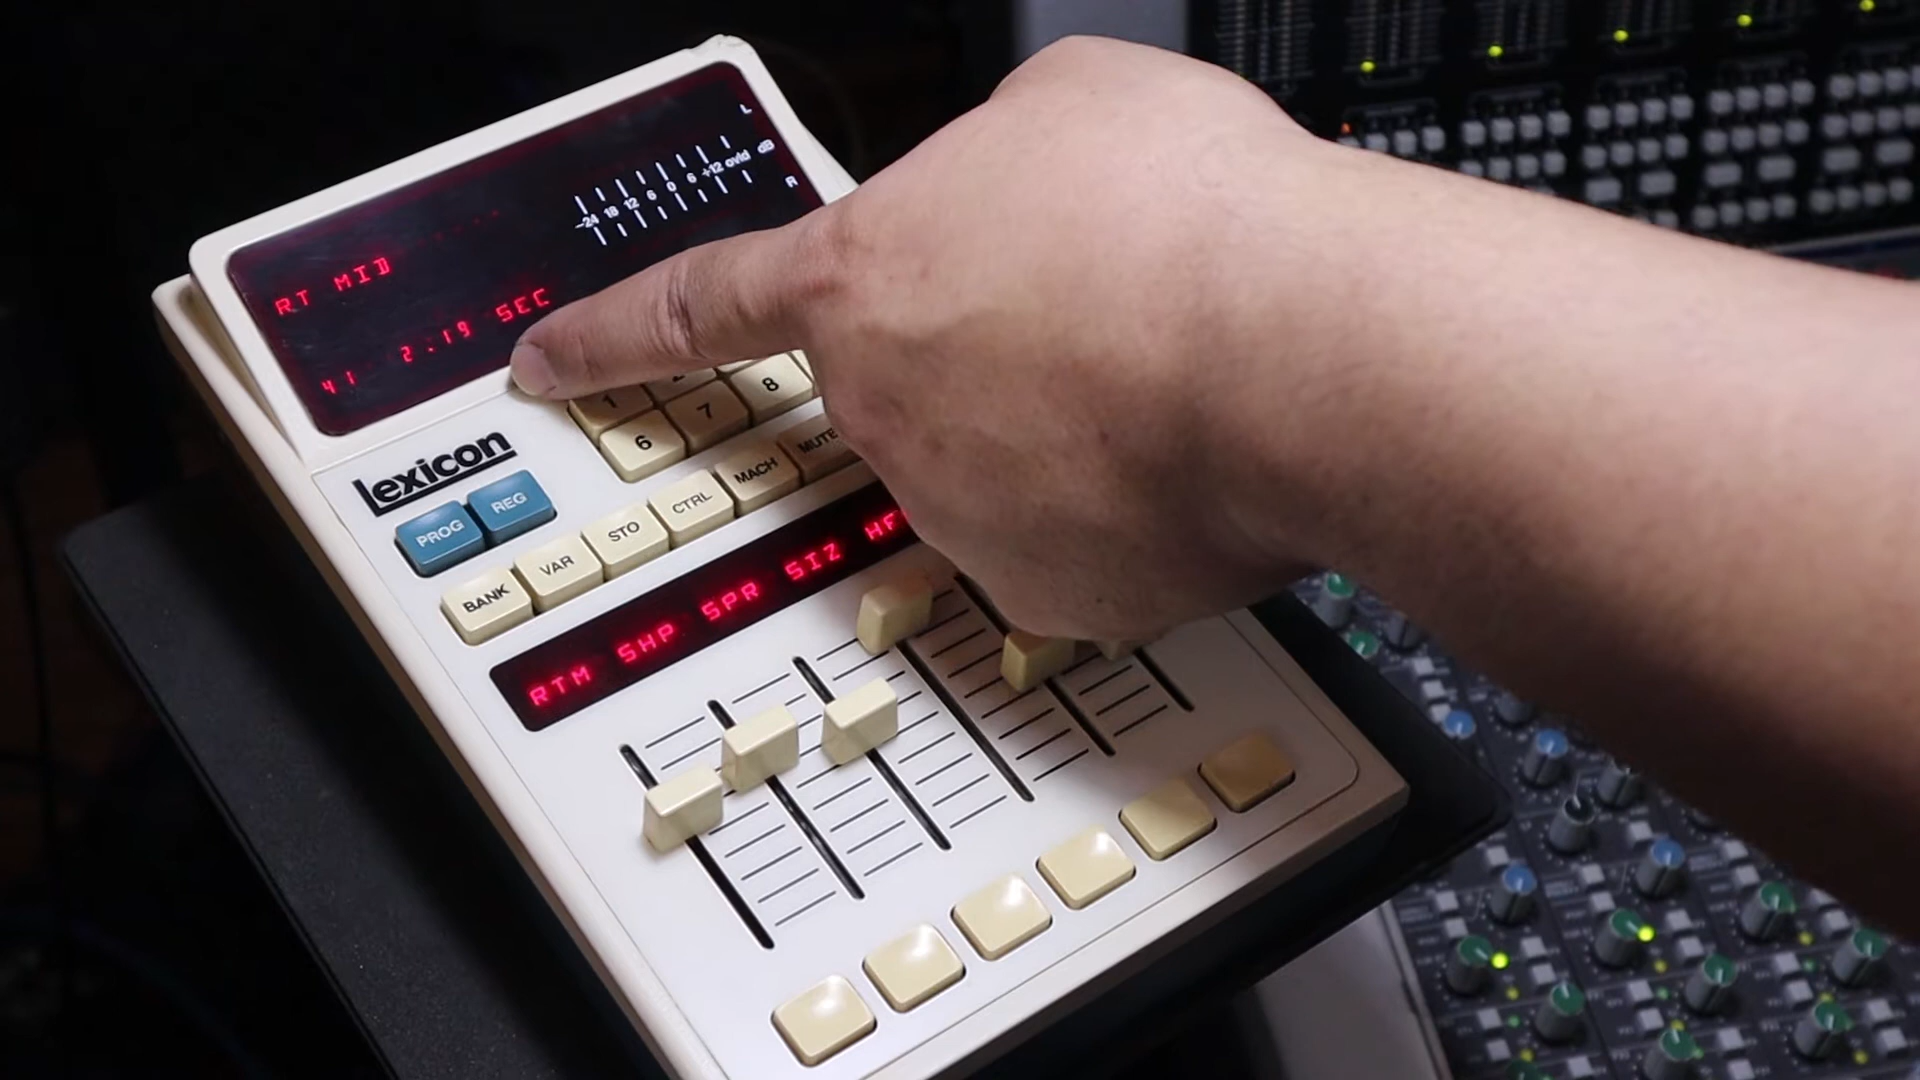 L
-24 18 12 6 0 6 +12 ovld dB
R
RT MID
2.19 SEC
41
lexicon
1
6 7 8
PROG REG
BANK VAR STO CTRL MACH MUTE
RTM SHP SPR SIZ